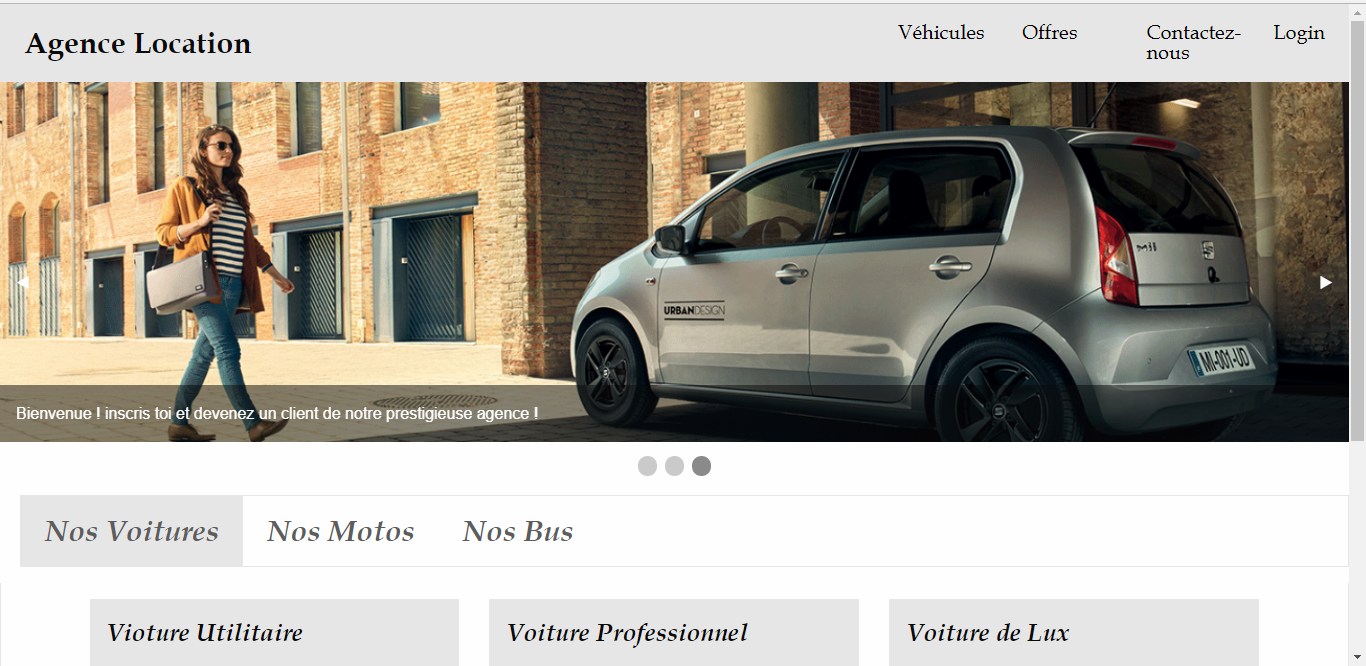 Agence Location
Véhicules
Offres
Contactez-
nous
Login
URBANDESIGN
MI-001-UD
Bienvenue ! inscris toi et devenez un client de notre prestigieuse agence !
Nos Voitures
Nos Motos
Nos Bus
Vioture Utilitaire
Voiture Professionnel
Voiture de Lux